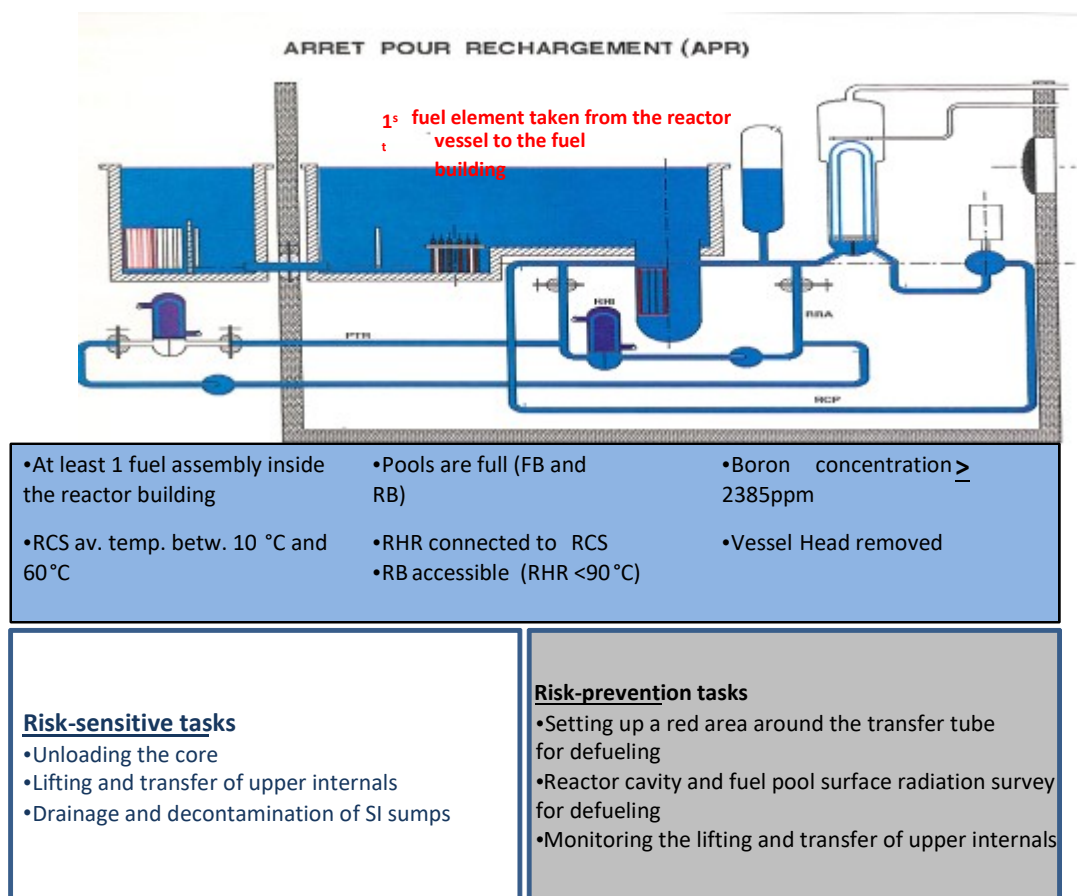 ARRET POUR RECHARGEMENT (APR)
1st fuel element taken from the reactor
vessel to the fuel
building
RRI
RRA
PTR
RCP
•At least 1 fuel assembly inside
the reactor building
•RCS av. temp. betw. 10 °C and
60°C
•Pools are full (FB and
RB)
•RHR connected to RCS
•RB accessible (RHR <90°C)
•Boron concentration ≥
2385ppm
•Vessel Head removed
Risk-sensitive tasks
•Unloading the core
•Lifting and transfer of upper internals
•Drainage and decontamination of SI sumps
Risk-prevention tasks
•Setting up a red area around the transfer tube
for defueling
•Reactor cavity and fuel pool surface radiation survey
for defueling
•Monitoring the lifting and transfer of upper internals